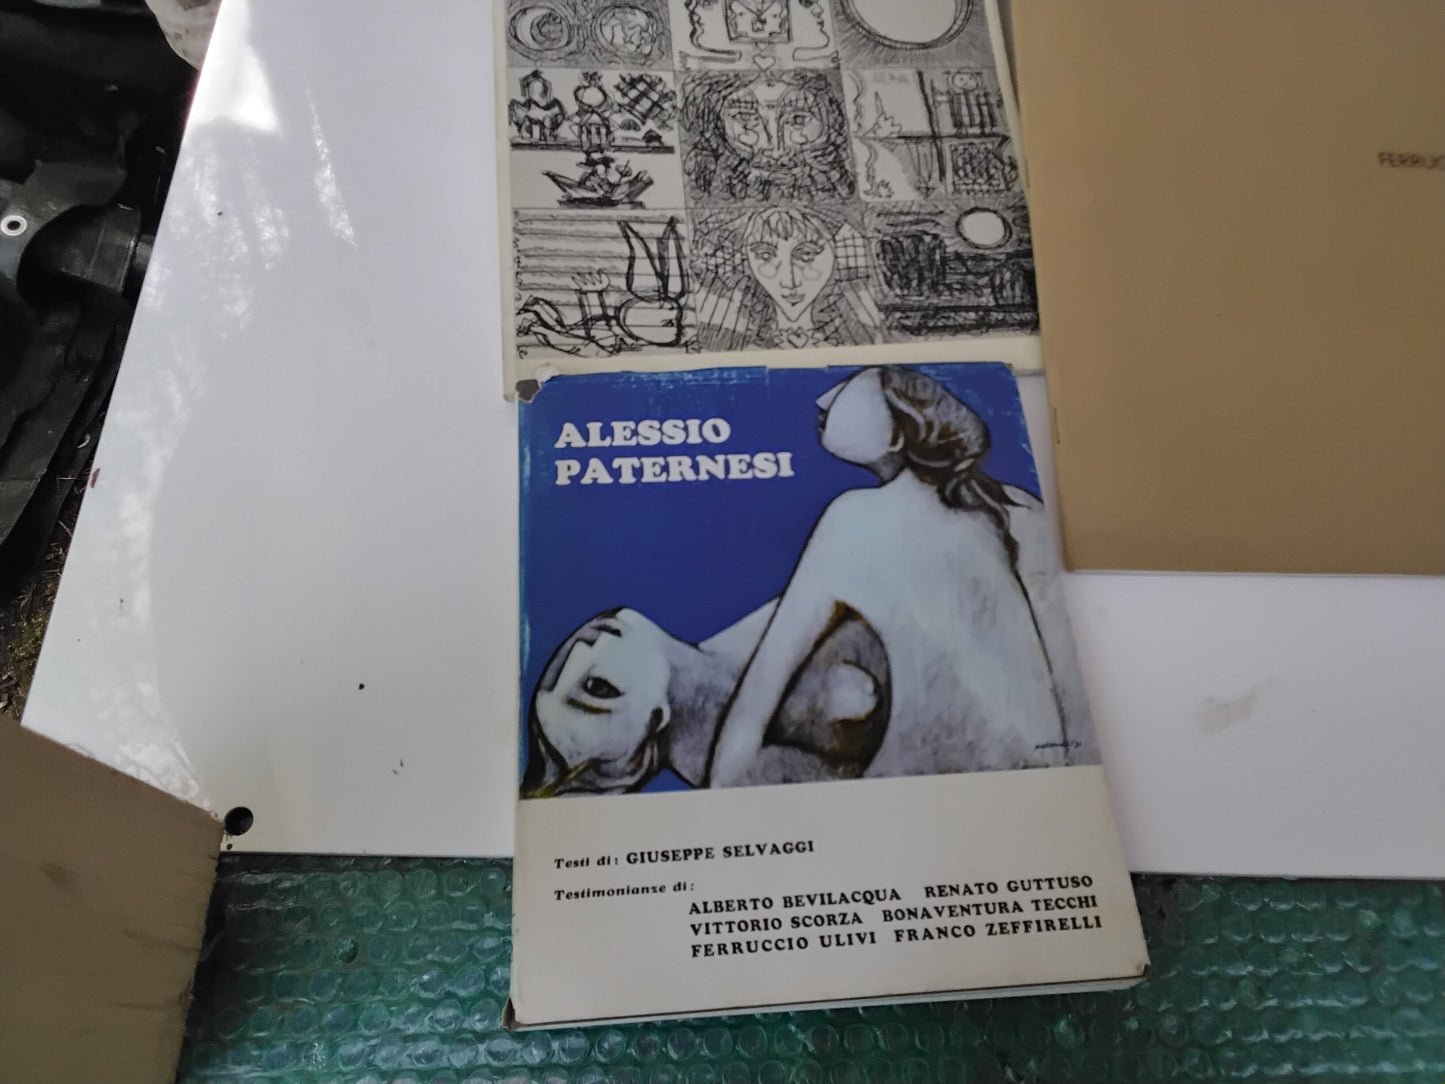 ALESSIO
PATERNESI
Testi di: GIUSEPPE SELVAGGI
Testimonianze di:
ALBERTO BEVILACQUA RENATO GUTTUSO
VITTORIO SCORZA BONAVENTURA TECCHI
FERRUCCIO ULIVI FRANCO ZEFFIRELLI
FERRUC